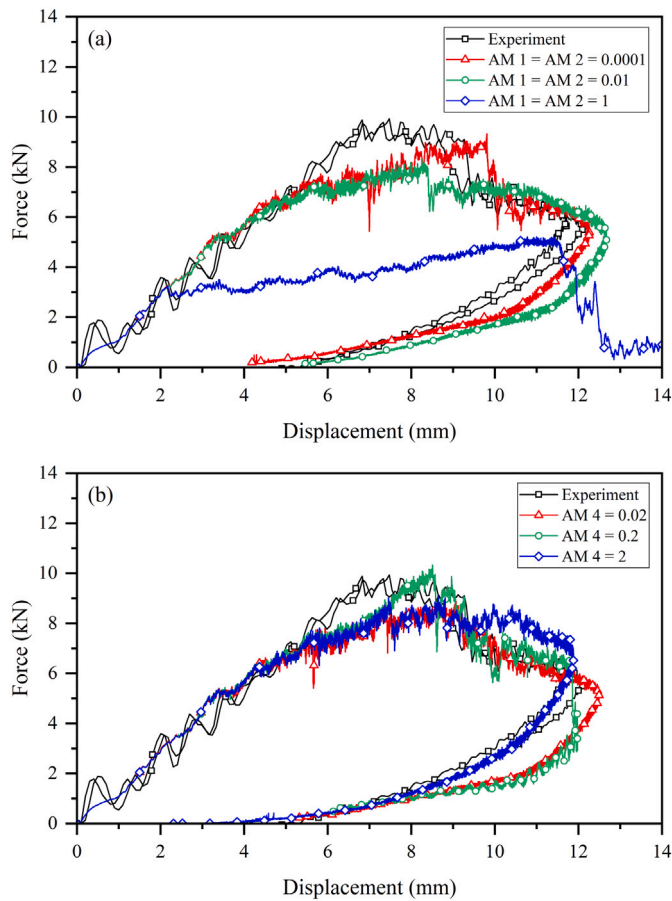 (a)
Experiment
AM 1 = AM 2 = 0.0001
AM 1 = AM 2 = 0.01
AM 1 = AM 2 = 1
14
12
10
8
6
4
2
0
Force (kN)
0 2 4 6 8 10 12 14
Displacement (mm)
(b)
Experiment
AM 4 = 0.02
AM 4 = 0.2
AM 4 = 2
14
12
10
8
6
4
2
0
Force (kN)
0 2 4 6 8 10 12 14
Displacement (mm)